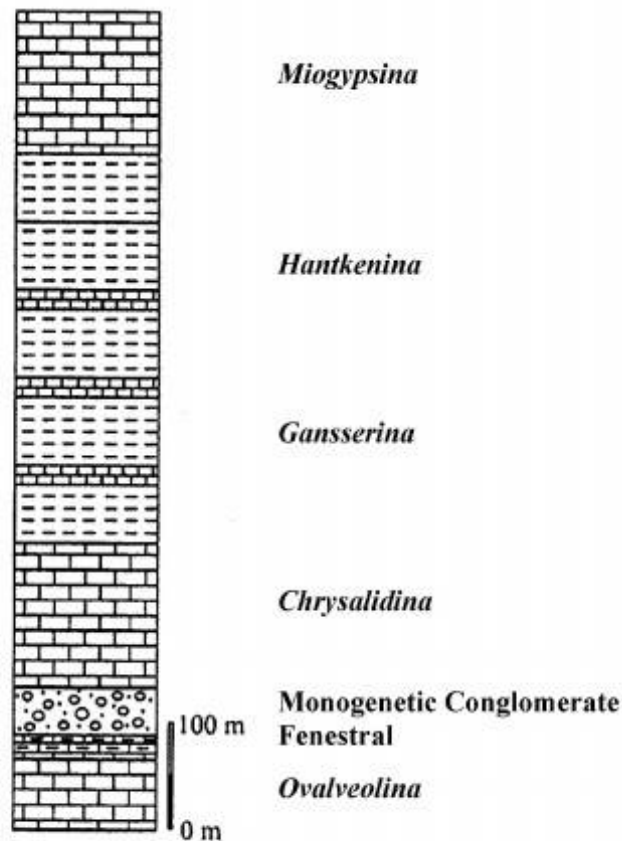 Miogypsina
Hantkenina
Gansserina
Chrysalidina
Monogenetic Conglomerate
100 m
Fenestral
Ovalveolina
0 m